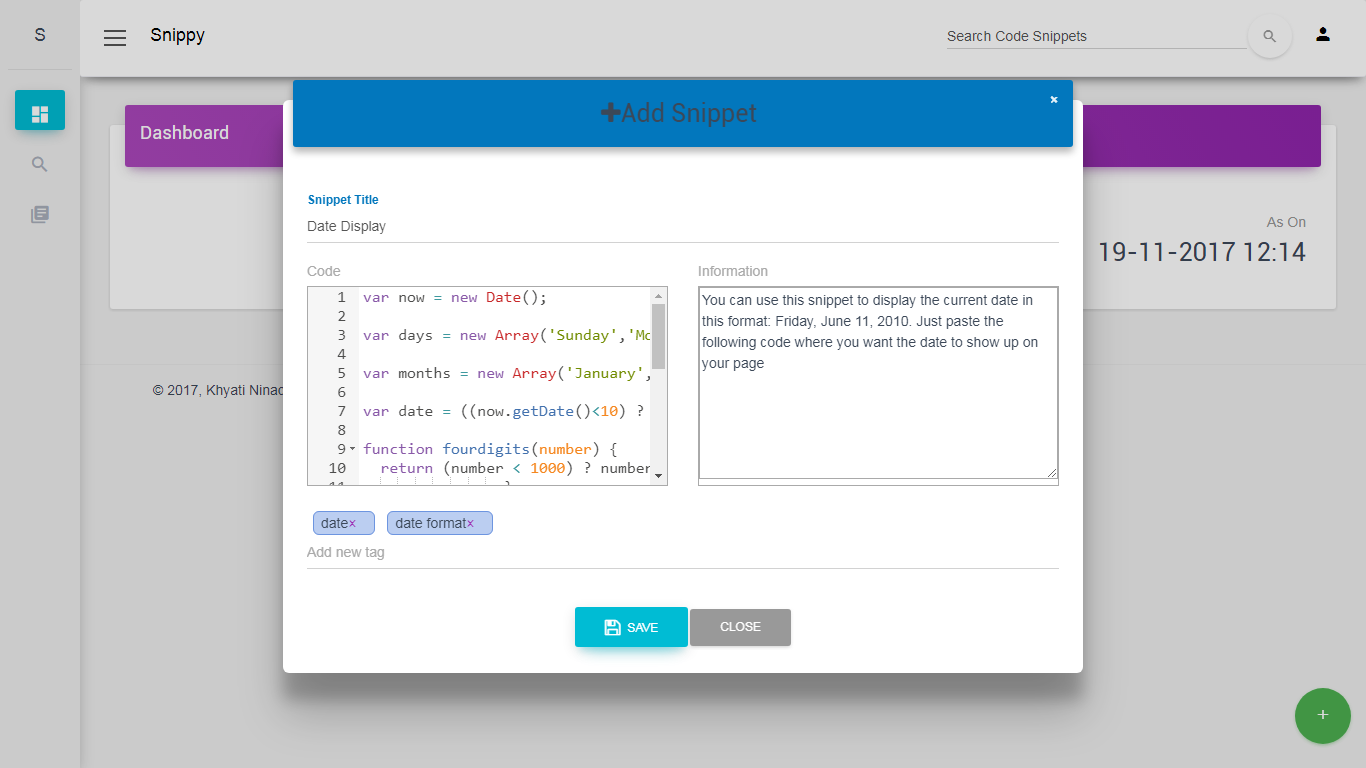 S
Snippy
Search Code Snippets
Dashboard
+Add Snippet
×
As On
19-11-2017 12:14
Snippet Title
Date Display
Code
1 var now = new Date();
2
3 var days = new Array('Sunday','Mo
4
5 var months = new Array('January',
6
7 var date = ((now.getDate()<10) ?
8
9 function fourdigits(number) {
10 return (number < 1000) ? number
11 }
Information
You can use this snippet to display the current date in
this format: Friday, June 11, 2010. Just paste the
following code where you want the date to show up on
your page
© 2017, Khyati Ninad
date×
date format×
Add new tag
SAVE
CLOSE
+